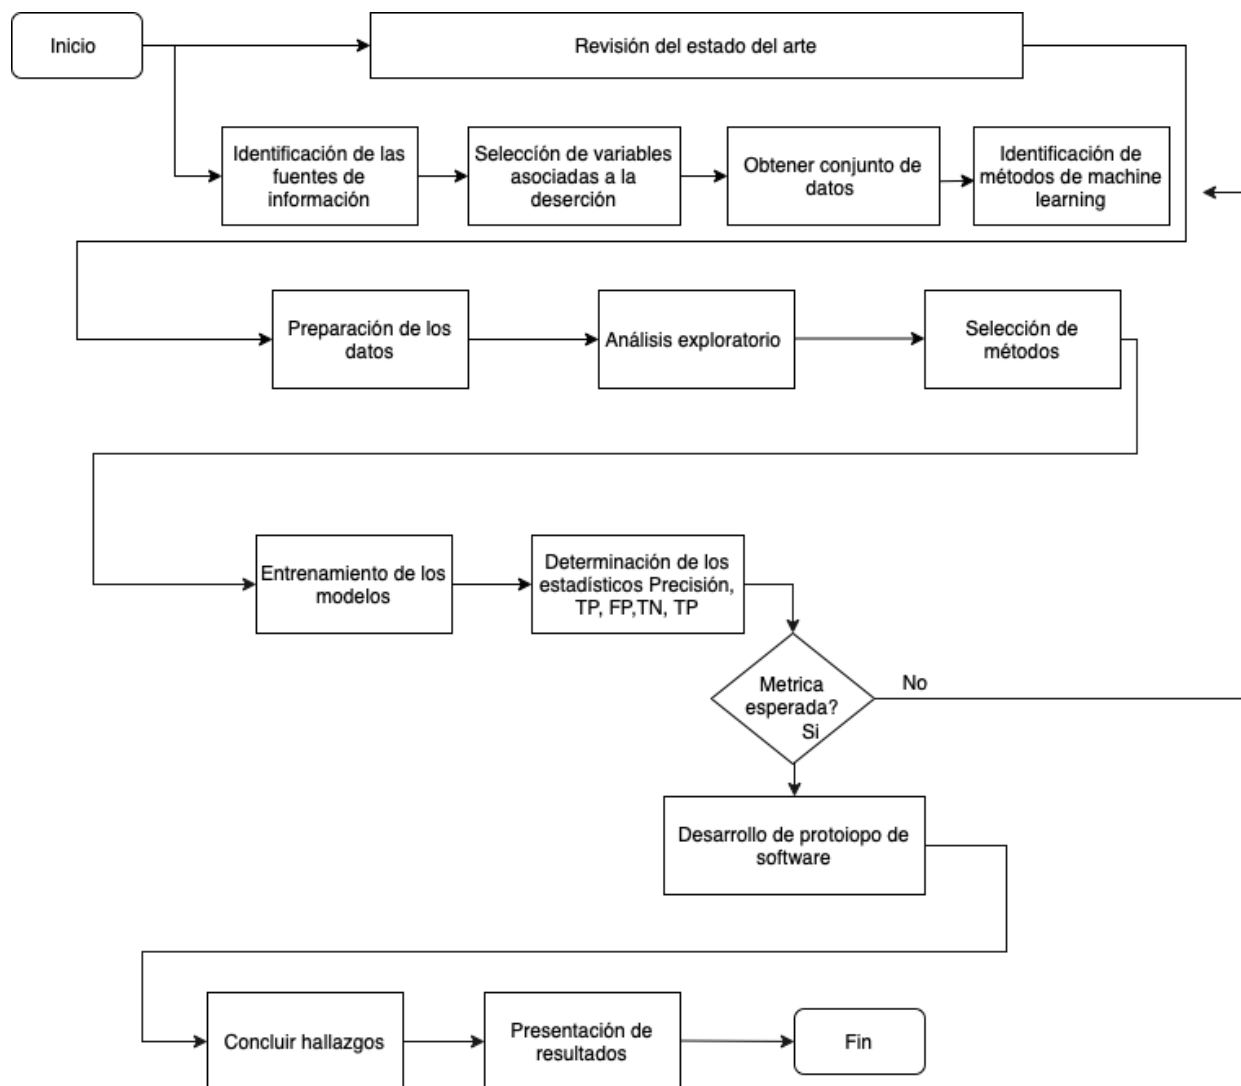 Inicio
Revisión del estado del arte
Identificación de las
fuentes de
información
Selección de variables
asociadas a la
deserción
Obtener conjunto de
datos
Identificación de
métodos de machine
learning
Preparación de los
datos
Análisis exploratorio
Selección de
métodos
Entrenamiento de los
modelos
Determinación de los
estadísticos Precisión,
TP, FP,TN, TP
Metrica
esperada?
Si
No
Desarrollo de protoiopo de
software
Concluir hallazgos
Presentación de
resultados
Fin